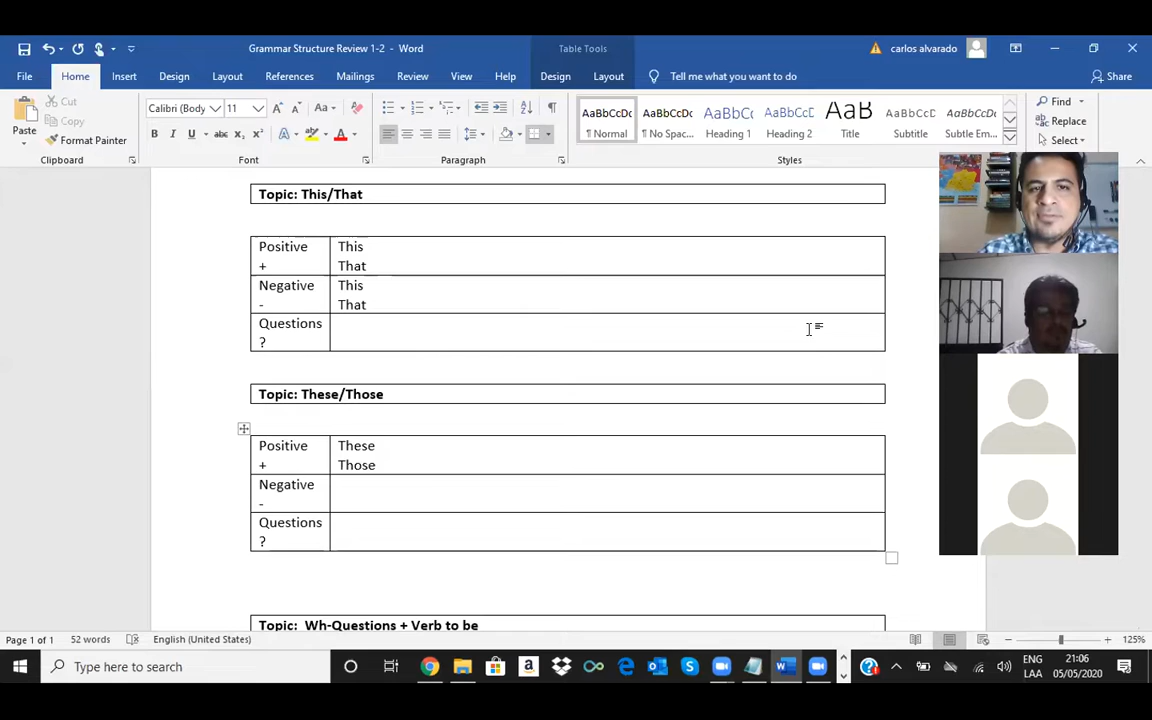 Grammar Structure Review 1-2 - Word
Table Tools
carlos alvarado
File Home Insert Design Layout References Mailings Review View Help Design Layout Tell me what you want to do Share
Paste
Cut
Copy
Format Painter
Clipboard
Calibri (Body 11
Aa
B I U abc x₂ x² A A
Font
Paragraph
AaBbCcDc AaBbCcDc AaBbCc AaBbCcD AaB AaBbCcD AaBbCcDc
¶ Normal ¶ No Spac... Heading 1 Heading 2 Title Subtitle Subtle Em...
Styles
Find
Replace
Select
Topic: This/That
Positive This
+ That
Negative This
- That
Questions
?
Topic: These/Those
Positive These
+ Those
Negative
-
Questions
?
Topic: Wh-Questions + Verb to be
Page 1 of 1 52 words English (United States) 125%
Type here to search
ENG
LAA
21:06
05/05/2020